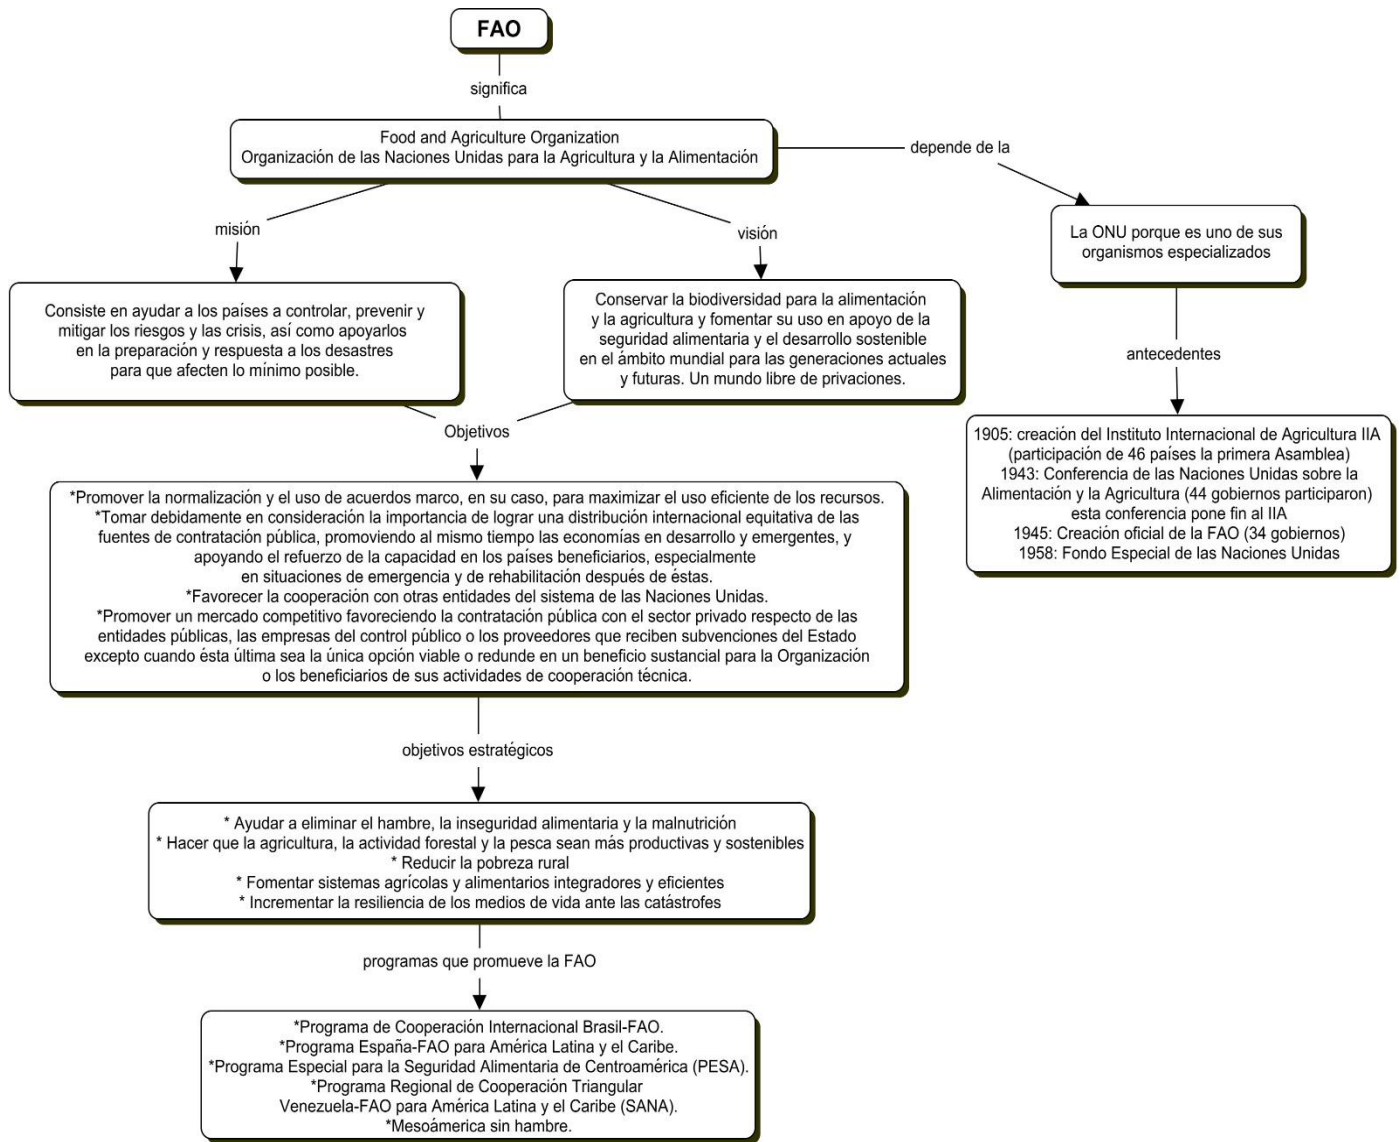 FAO
significa
Food and Agriculture Organization
Organización de las Naciones Unidas para la Agricultura y la Alimentación
depende de la
La ONU porque es uno de sus
organismos especializados
misión
visión
Consiste en ayudar a los países a controlar, prevenir y
mitigar los riesgos y las crisis, así como apoyarlos
en la preparación y respuesta a los desastres
para que afecten lo mínimo posible.
Conservar la biodiversidad para la alimentación
y la agricultura y fomentar su uso en apoyo de la
seguridad alimentaria y el desarrollo sostenible
en el ámbito mundial para las generaciones actuales
y futuras. Un mundo libre de privaciones.
antecedentes
1905: creación del Instituto Internacional de Agricultura IIA
(participación de 46 países la primera Asamblea)
1943: Conferencia de las Naciones Unidas sobre la
Alimentación y la Agricultura (44 gobiernos participaron)
esta conferencia pone fin al IIA
1945: Creación oficial de la FAO (34 gobiernos)
1958: Fondo Especial de las Naciones Unidas
Objetivos
*Promover la normalización y el uso de acuerdos marco, en su caso, para maximizar el uso eficiente de los recursos.
*Tomar debidamente en consideración la importancia de lograr una distribución internacional equitativa de las
fuentes de contratación pública, promoviendo al mismo tiempo las economías en desarrollo y emergentes, y
apoyando el refuerzo de la capacidad en los países beneficiarios, especialmente
en situaciones de emergencia y de rehabilitación después de éstas.
*Favorecer la cooperación con otras entidades del sistema de las Naciones Unidas.
*Promover un mercado competitivo favoreciendo la contratación pública con el sector privado respecto de las
entidades públicas, las empresas del control público o los proveedores que reciben subvenciones del Estado
excepto cuando ésta última sea la única opción viable o redunde en un beneficio sustancial para la Organización
o los beneficiarios de sus actividades de cooperación técnica.
objetivos estratégicos
* Ayudar a eliminar el hambre, la inseguridad alimentaria y la malnutrición
* Hacer que la agricultura, la actividad forestal y la pesca sean más productivas y sostenibles
* Reducir la pobreza rural
* Fomentar sistemas agrícolas y alimentarios integradores y eficientes
* Incrementar la resiliencia de los medios de vida ante las catástrofes
programas que promueve la FAO
*Programa de Cooperación Internacional Brasil-FAO.
*Programa España-FAO para América Latina y el Caribe.
*Programa Especial para la Seguridad Alimentaria de Centroamérica (PESA).
*Programa Regional de Cooperación Triangular
Venezuela-FAO para América Latina y el Caribe (SANA).
*Mesoámerica sin hambre.